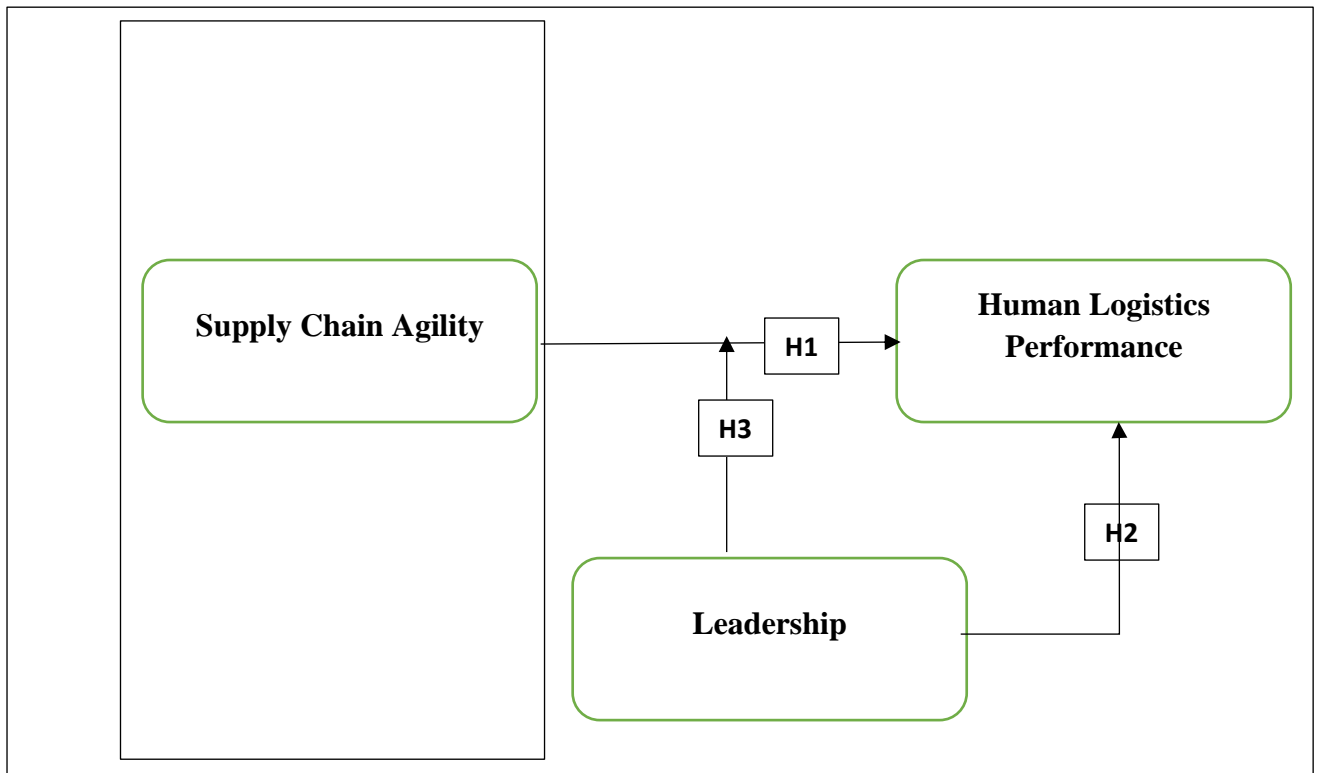 Supply Chain Agility
Human Logistics
Performance
H1
H3
H2
Leadership